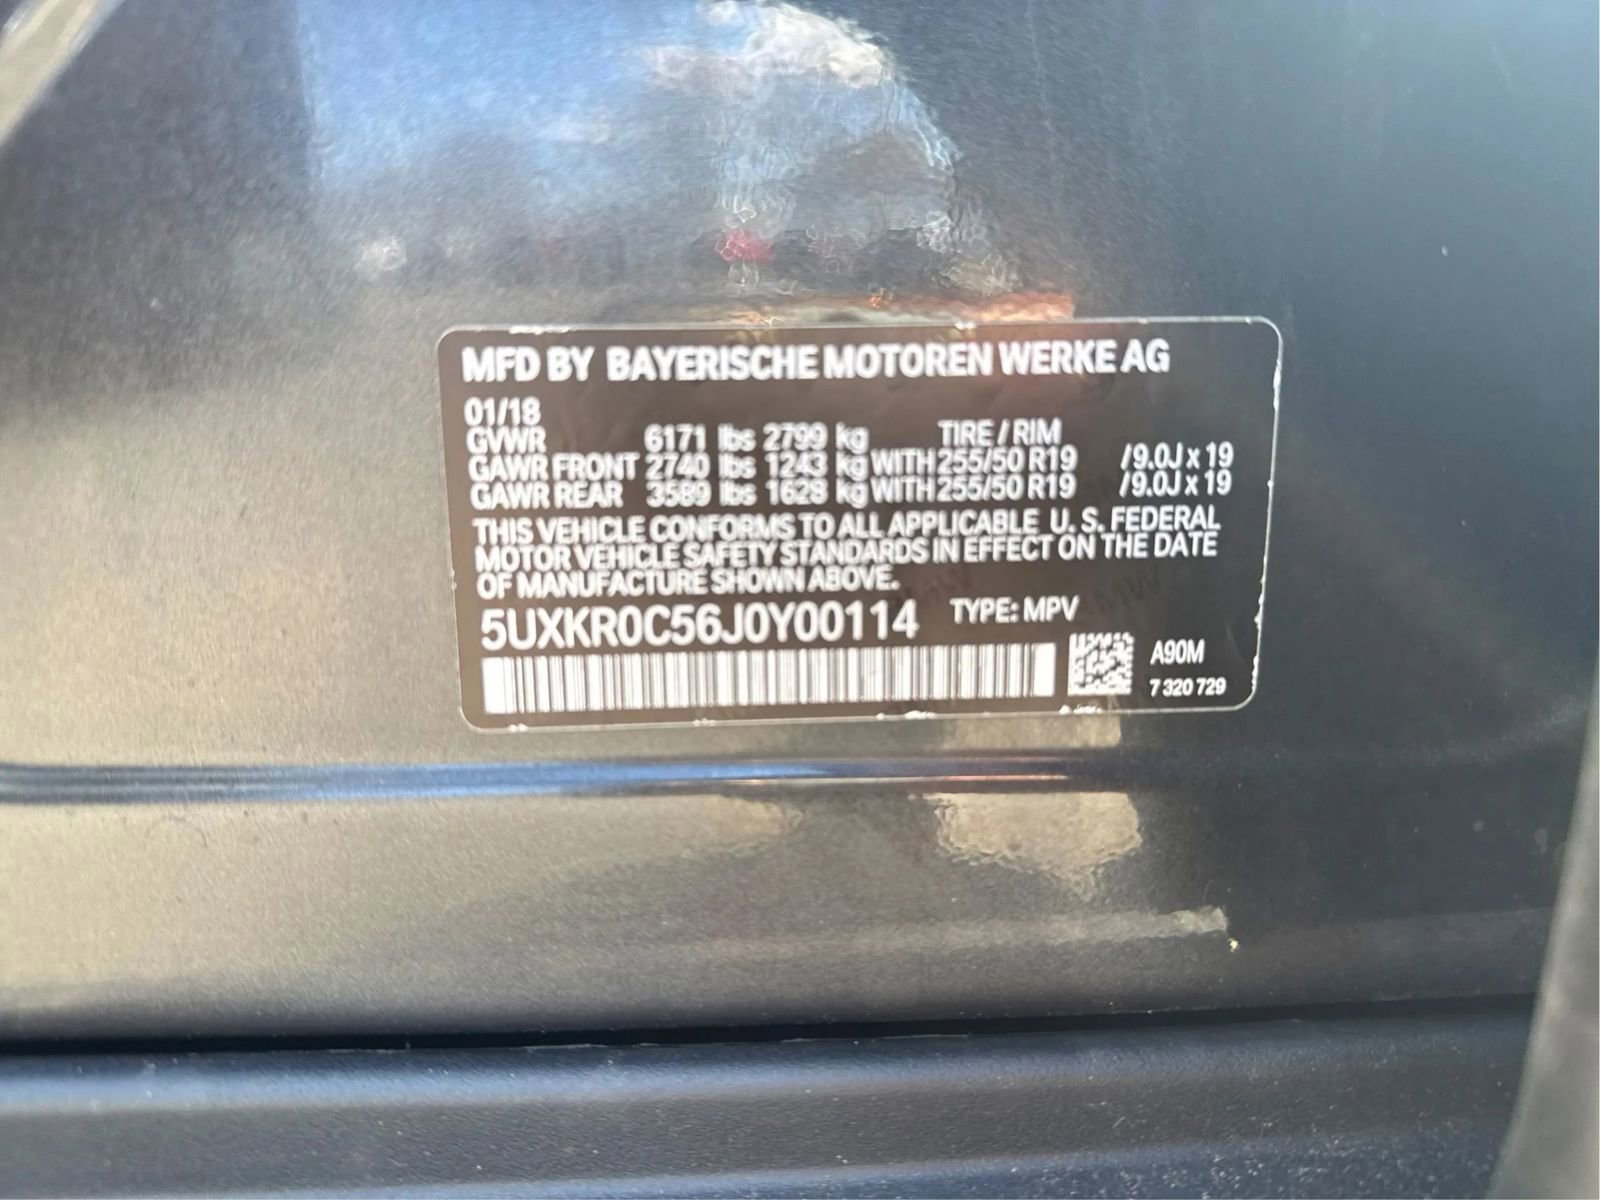 MFD BY BAYERISCHE MOTOREN WERKE AG
01/18
GVWR 6171 lbs 2799 kg TIRE / RIM
GAWR FRONT 2740 lbs 1243 kg WITH 255/50 R19 /9.0J x 19
GAWR REAR 3589 lbs 1628 kg WITH 255/50 R19 /9.0J x 19
THIS VEHICLE CONFORMS TO ALL APPLICABLE U. S. FEDERAL
MOTOR VEHICLE SAFETY STANDARDS IN EFFECT ON THE DATE
OF MANUFACTURE SHOWN ABOVE.
5UXKR0C56J0Y00114 TYPE: MPV
A90M
7 320 729